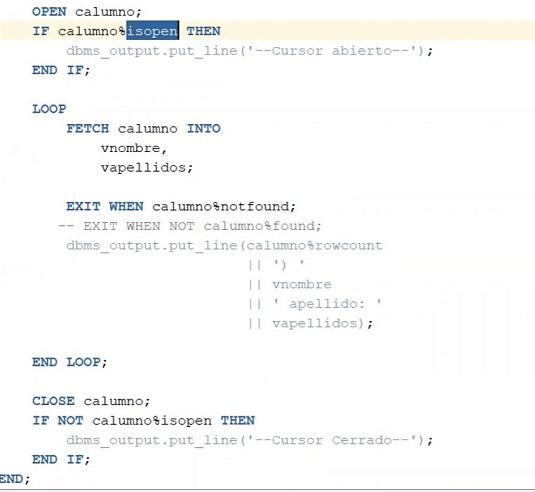 OPEN calumno;
IF calumno%isopen THEN
dbms_output.put_line('--Cursor abierto--');
END IF;
LOOP
FETCH calumno INTO
vnombre,
vapellidos;
EXIT WHEN calumno%notfound;
-- EXIT WHEN NOT calumno%found;
dbms_output.put_line(calumno%rowcount
|| ') '
|| vnombre
|| ' apellido: '
|| vapellidos);
END LOOP;
CLOSE calumno;
IF NOT calumno%isopen THEN
dbms_output.put_line('--Cursor Cerrado--');
END IF;
END;